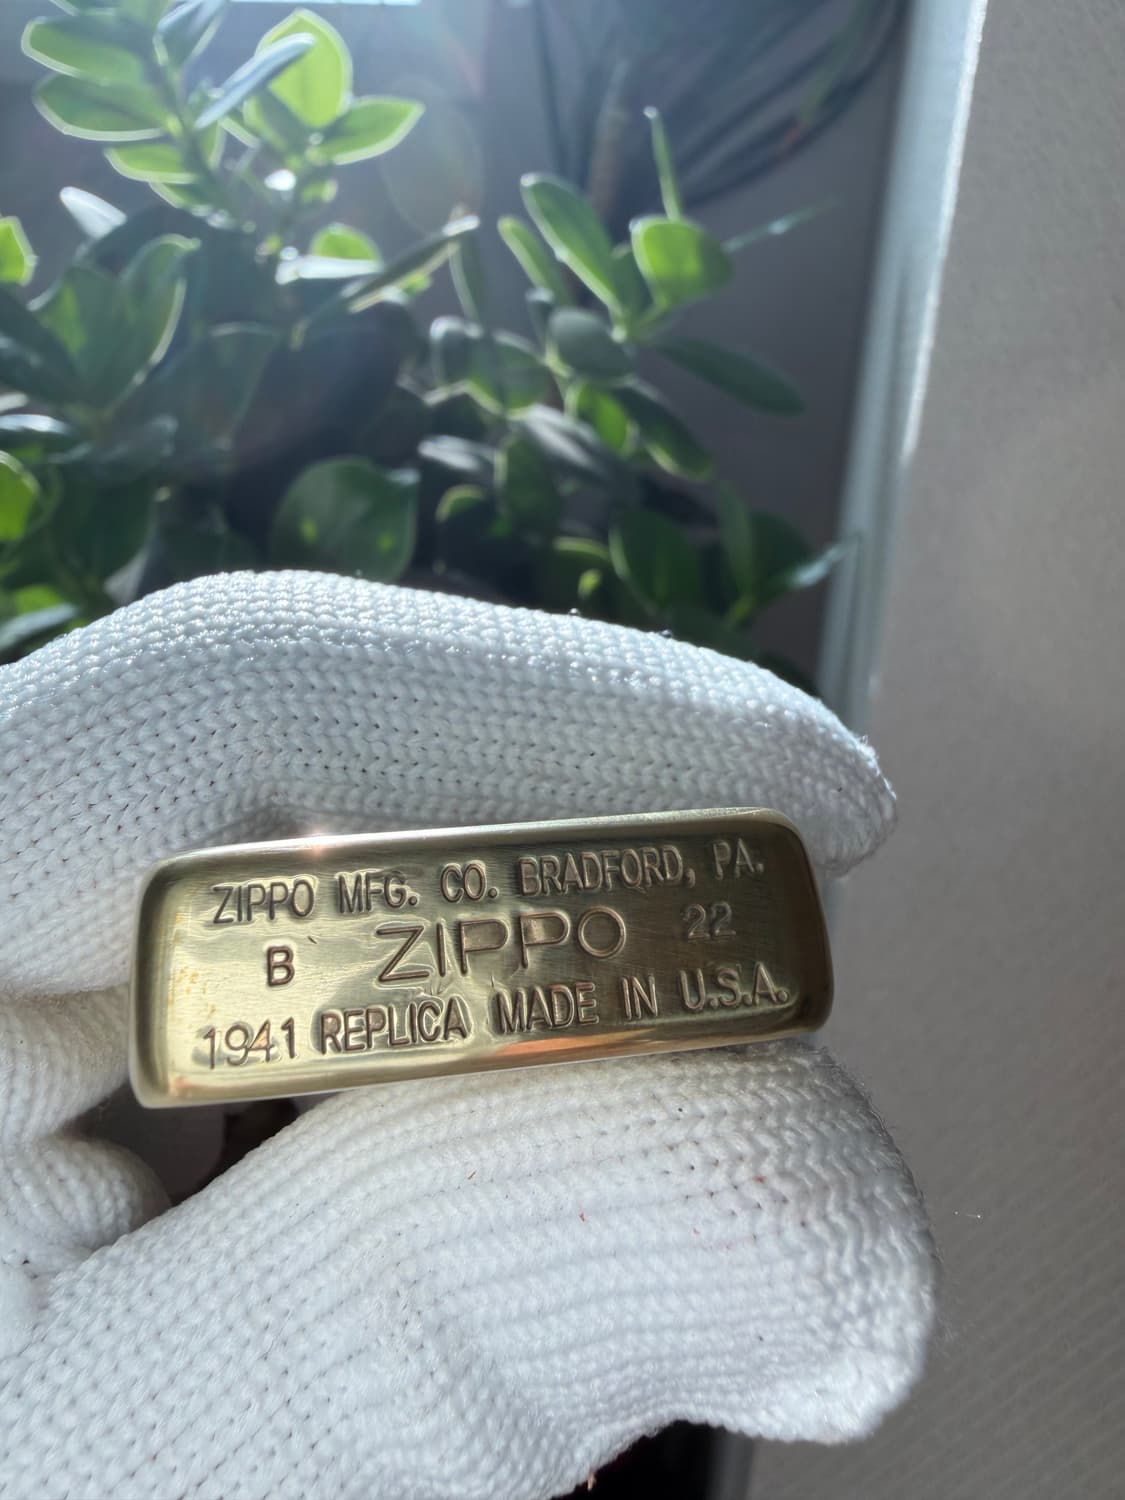 ZIPPO MFG. CO. BRADFORD, PA.
B ZIPPO 22
1941 REPLICA MADE IN U.S.A.